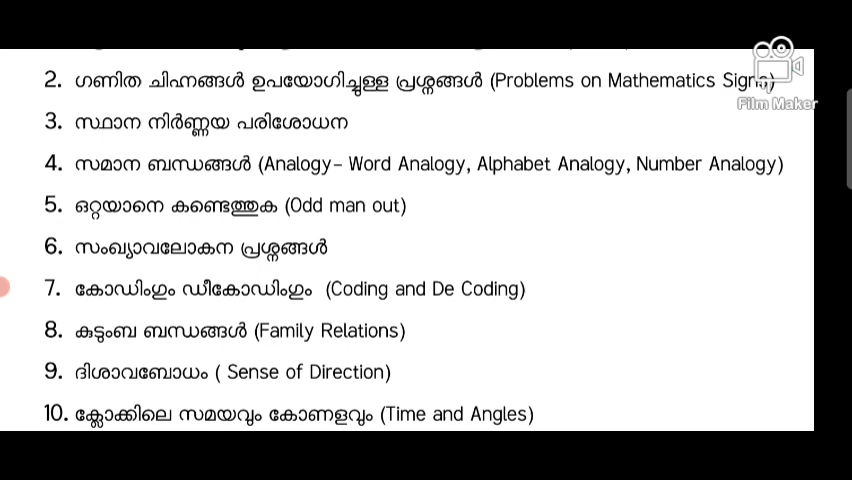 2. ഗണിത ചിഹ്നങ്ങൾ ഉപയോഗിച്ചുള്ള പ്രശ്നങ്ങൾ (Problems on Mathematics Signs)
Film Maker
3. സ്ഥാന നിർണ്ണയ പരിശോധന
4. സമാന ബന്ധങ്ങൾ (Analogy- Word Analogy, Alphabet Analogy, Number Analogy)
5. ഒറ്റയാനെ കണ്ടെത്തുക (Odd man out)
6. സംഖ്യാവലോകന പ്രശ്നങ്ങൾ
7. കോഡിംഗും ഡീകോഡിംഗും (Coding and De Coding)
8. കുടുംബ ബന്ധങ്ങൾ (Family Relations)
9. ദിശാവബോധം ( Sense of Direction)
10. ക്ലോക്കിലെ സമയവും കോണളവും (Time and Angles)